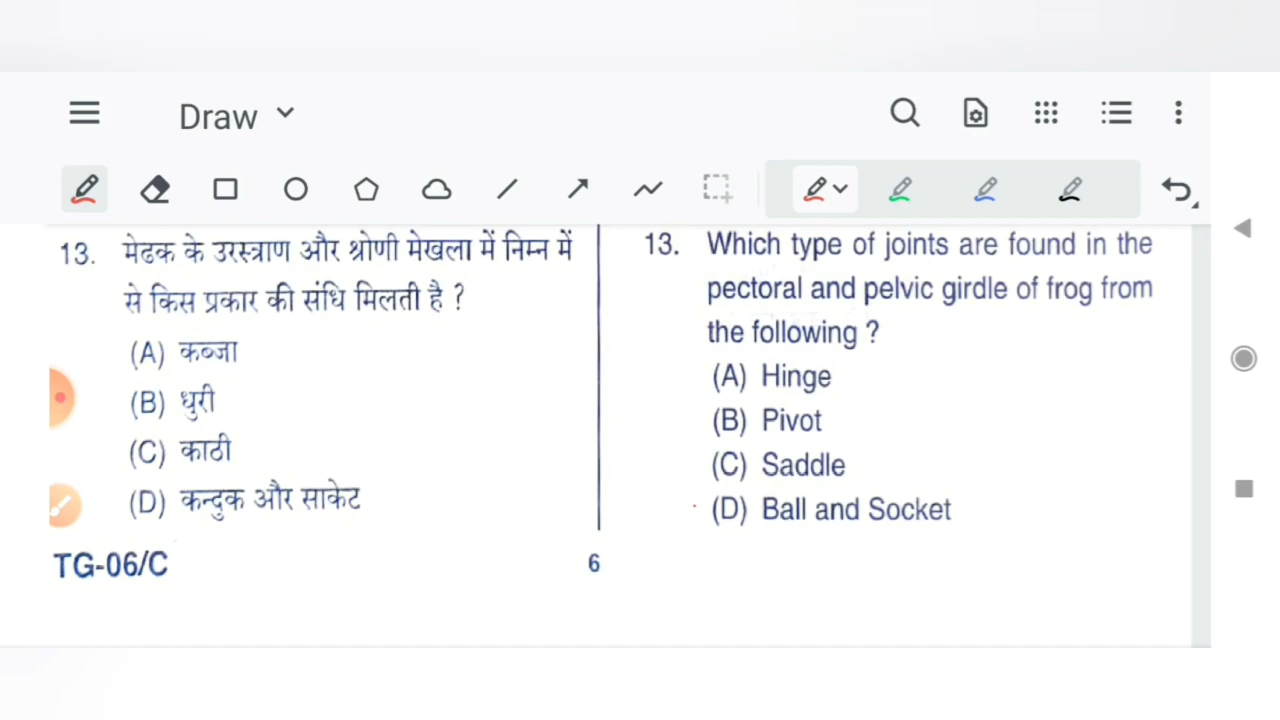 Draw
13. मेढक के उरस्त्राण और श्रोणी मेखला में निम्न में
से किस प्रकार की संधि मिलती है ?
(A) कब्जा
(B) धुरी
(C) काठी
(D) कन्दुक और साकेट
13. Which type of joints are found in the
pectoral and pelvic girdle of frog from
the following ?
(A) Hinge
(B) Pivot
(C) Saddle
(D) Ball and Socket
TG-06/C
6